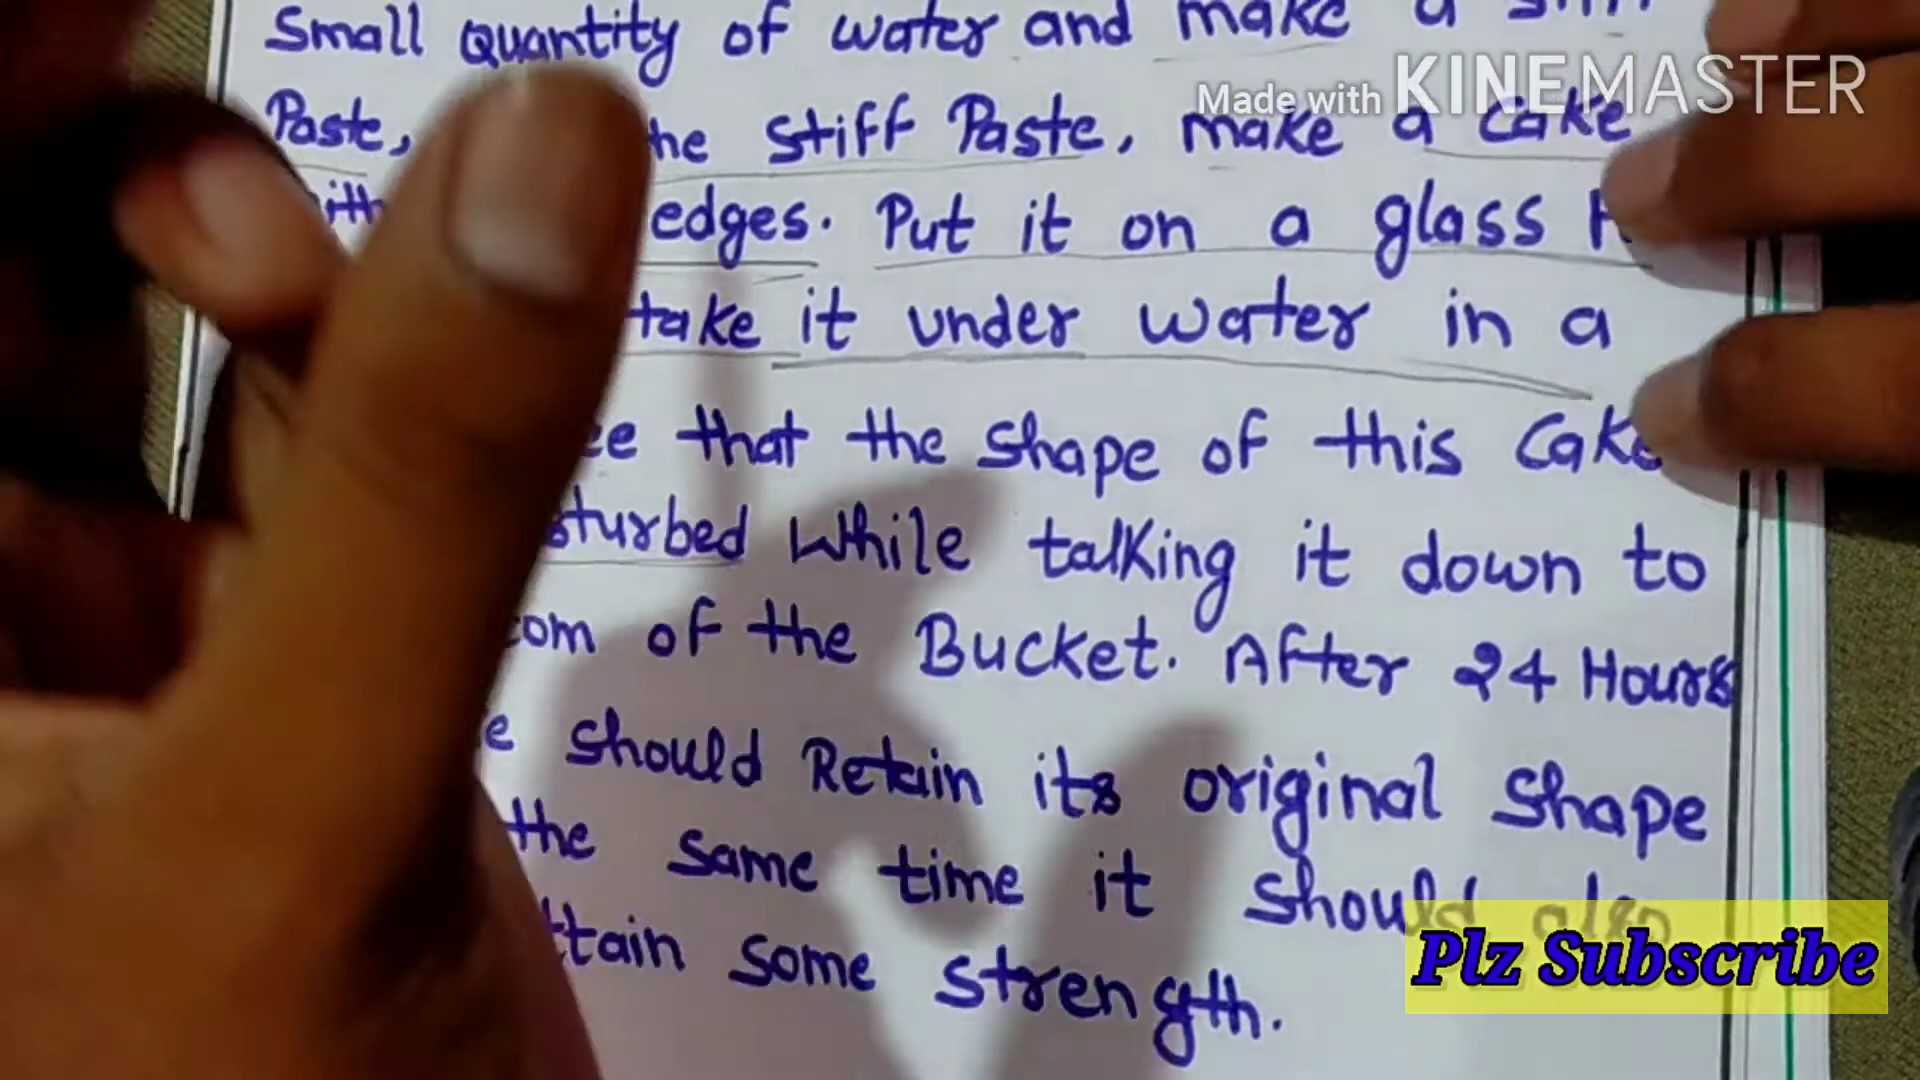 Small quantity of water and make a
Made with KINEMASTER
Paste, the stiff Paste, make a cake
edges. Put it on a glass
take it under water in a
that the shape of this Cake
While talking it down to
of the Bucket. After 24 Hours
should Retain its original shape
the same time it should also
some strength.
Plz Subscribe